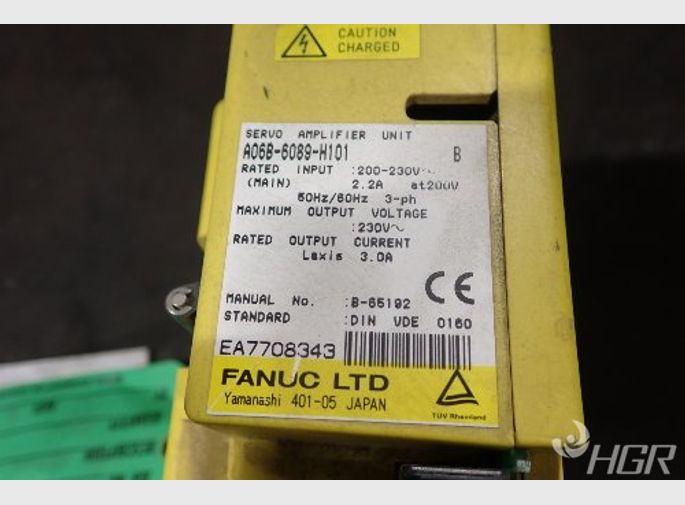 CAUTION
CHARGED
SERVO AMPLIFIER UNIT
A06B-6089-H101 B
RATED INPUT :200-230V~
(MAIN) 2.2A at200V
50Hz/60Hz 3-ph
MAXIMUM OUTPUT VOLTAGE
:230V~
RATED OUTPUT CURRENT
Laxis 3.0A
MANUAL No. :B-65192
STANDARD :DIN VDE 0160
CE
EA7708343
FANUC LTD
Yamanashi 401-05 JAPAN
TUV Rheinland
HGR